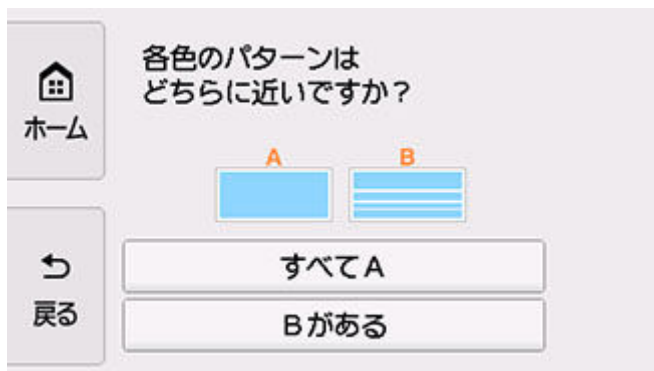 各色のパターンは
どちらに近いですか？
ホーム
A
B
すべてA
戻る
Bがある